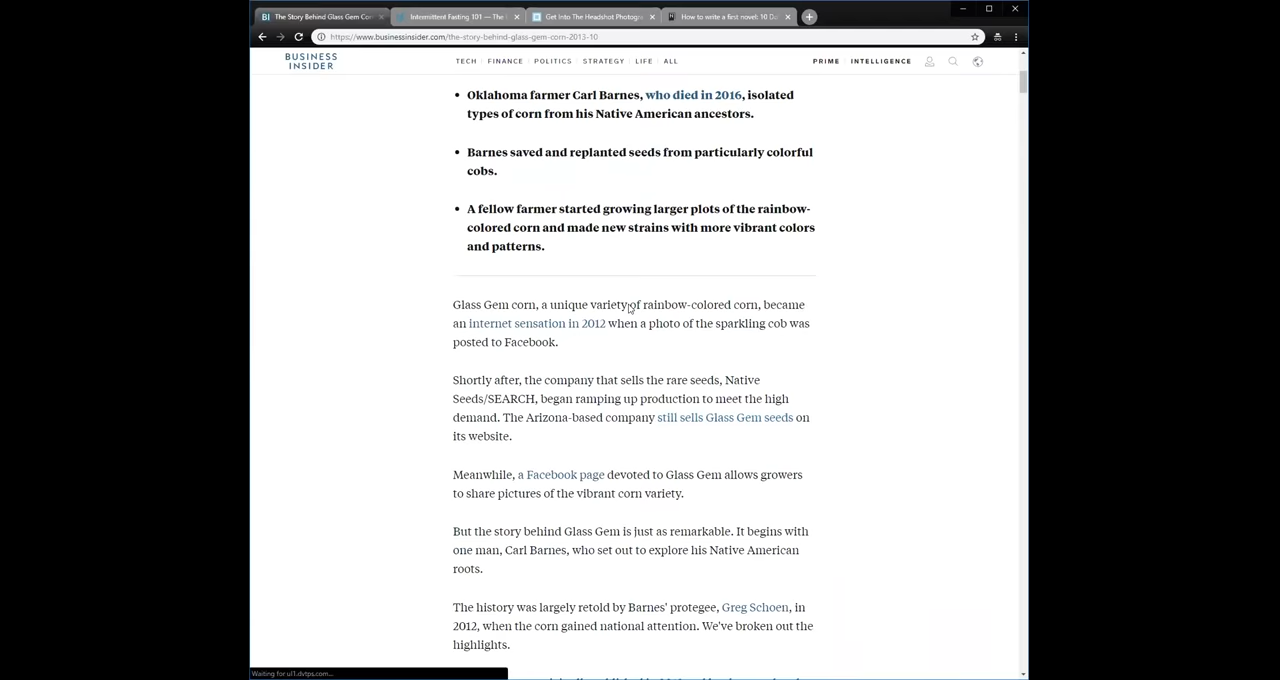 The Story Behind Glass Gem Cor
Intermittent Fasting 101 — The
Get Into The Headshot Photogra
How to write a first novel: 10 Da
https://www.businessinsider.com/the-story-behind-glass-gem-corn-2013-10
BUSINESS
INSIDER
TECH
FINANCE
POLITICS
STRATEGY
LIFE
ALL
PRIME
INTELLIGENCE
• Oklahoma farmer Carl Barnes, who died in 2016, isolated
types of corn from his Native American ancestors.
• Barnes saved and replanted seeds from particularly colorful
cobs.
• A fellow farmer started growing larger plots of the rainbow-
colored corn and made new strains with more vibrant colors
and patterns.
Glass Gem corn, a unique variety of rainbow-colored corn, became
an internet sensation in 2012 when a photo of the sparkling cob was
posted to Facebook.
Shortly after, the company that sells the rare seeds, Native
Seeds/SEARCH, began ramping up production to meet the high
demand. The Arizona-based company still sells Glass Gem seeds on
its website.
Meanwhile, a Facebook page devoted to Glass Gem allows growers
to share pictures of the vibrant corn variety.
But the story behind Glass Gem is just as remarkable. It begins with
one man, Carl Barnes, who set out to explore his Native American
roots.
The history was largely retold by Barnes' protegee, Greg Schoen, in
2012, when the corn gained national attention. We've broken out the
highlights.
Waiting for ul1.dvtps.com...